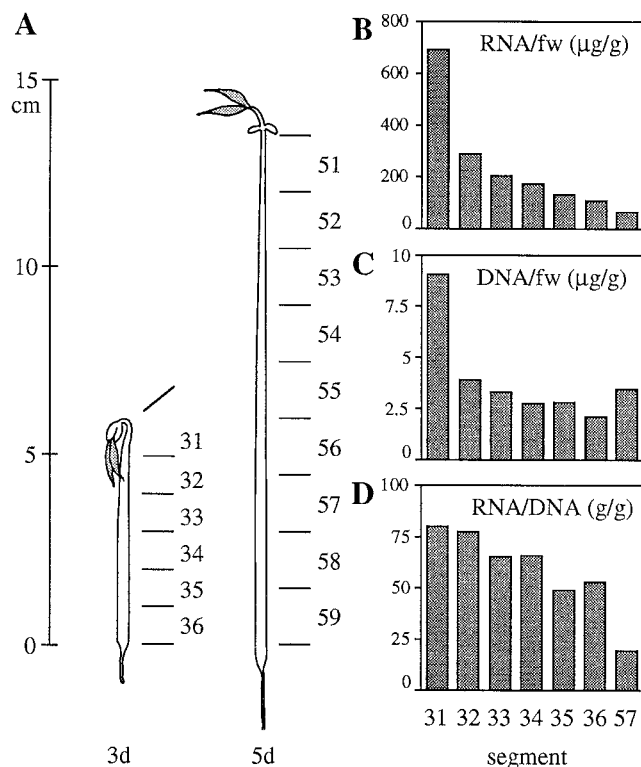 A
15
cm
10
5
0
31
32
33
34
35
36
3d
51
52
53
54
55
56
57
58
59
5d
B
RNA/fw (μg/g)
800
600
400
200
0
C
DNA/fw (μg/g)
10
7.5
5
2.5
0
D
RNA/DNA (g/g)
100
75
50
25
0
31 32 33 34 35 36 57
segment